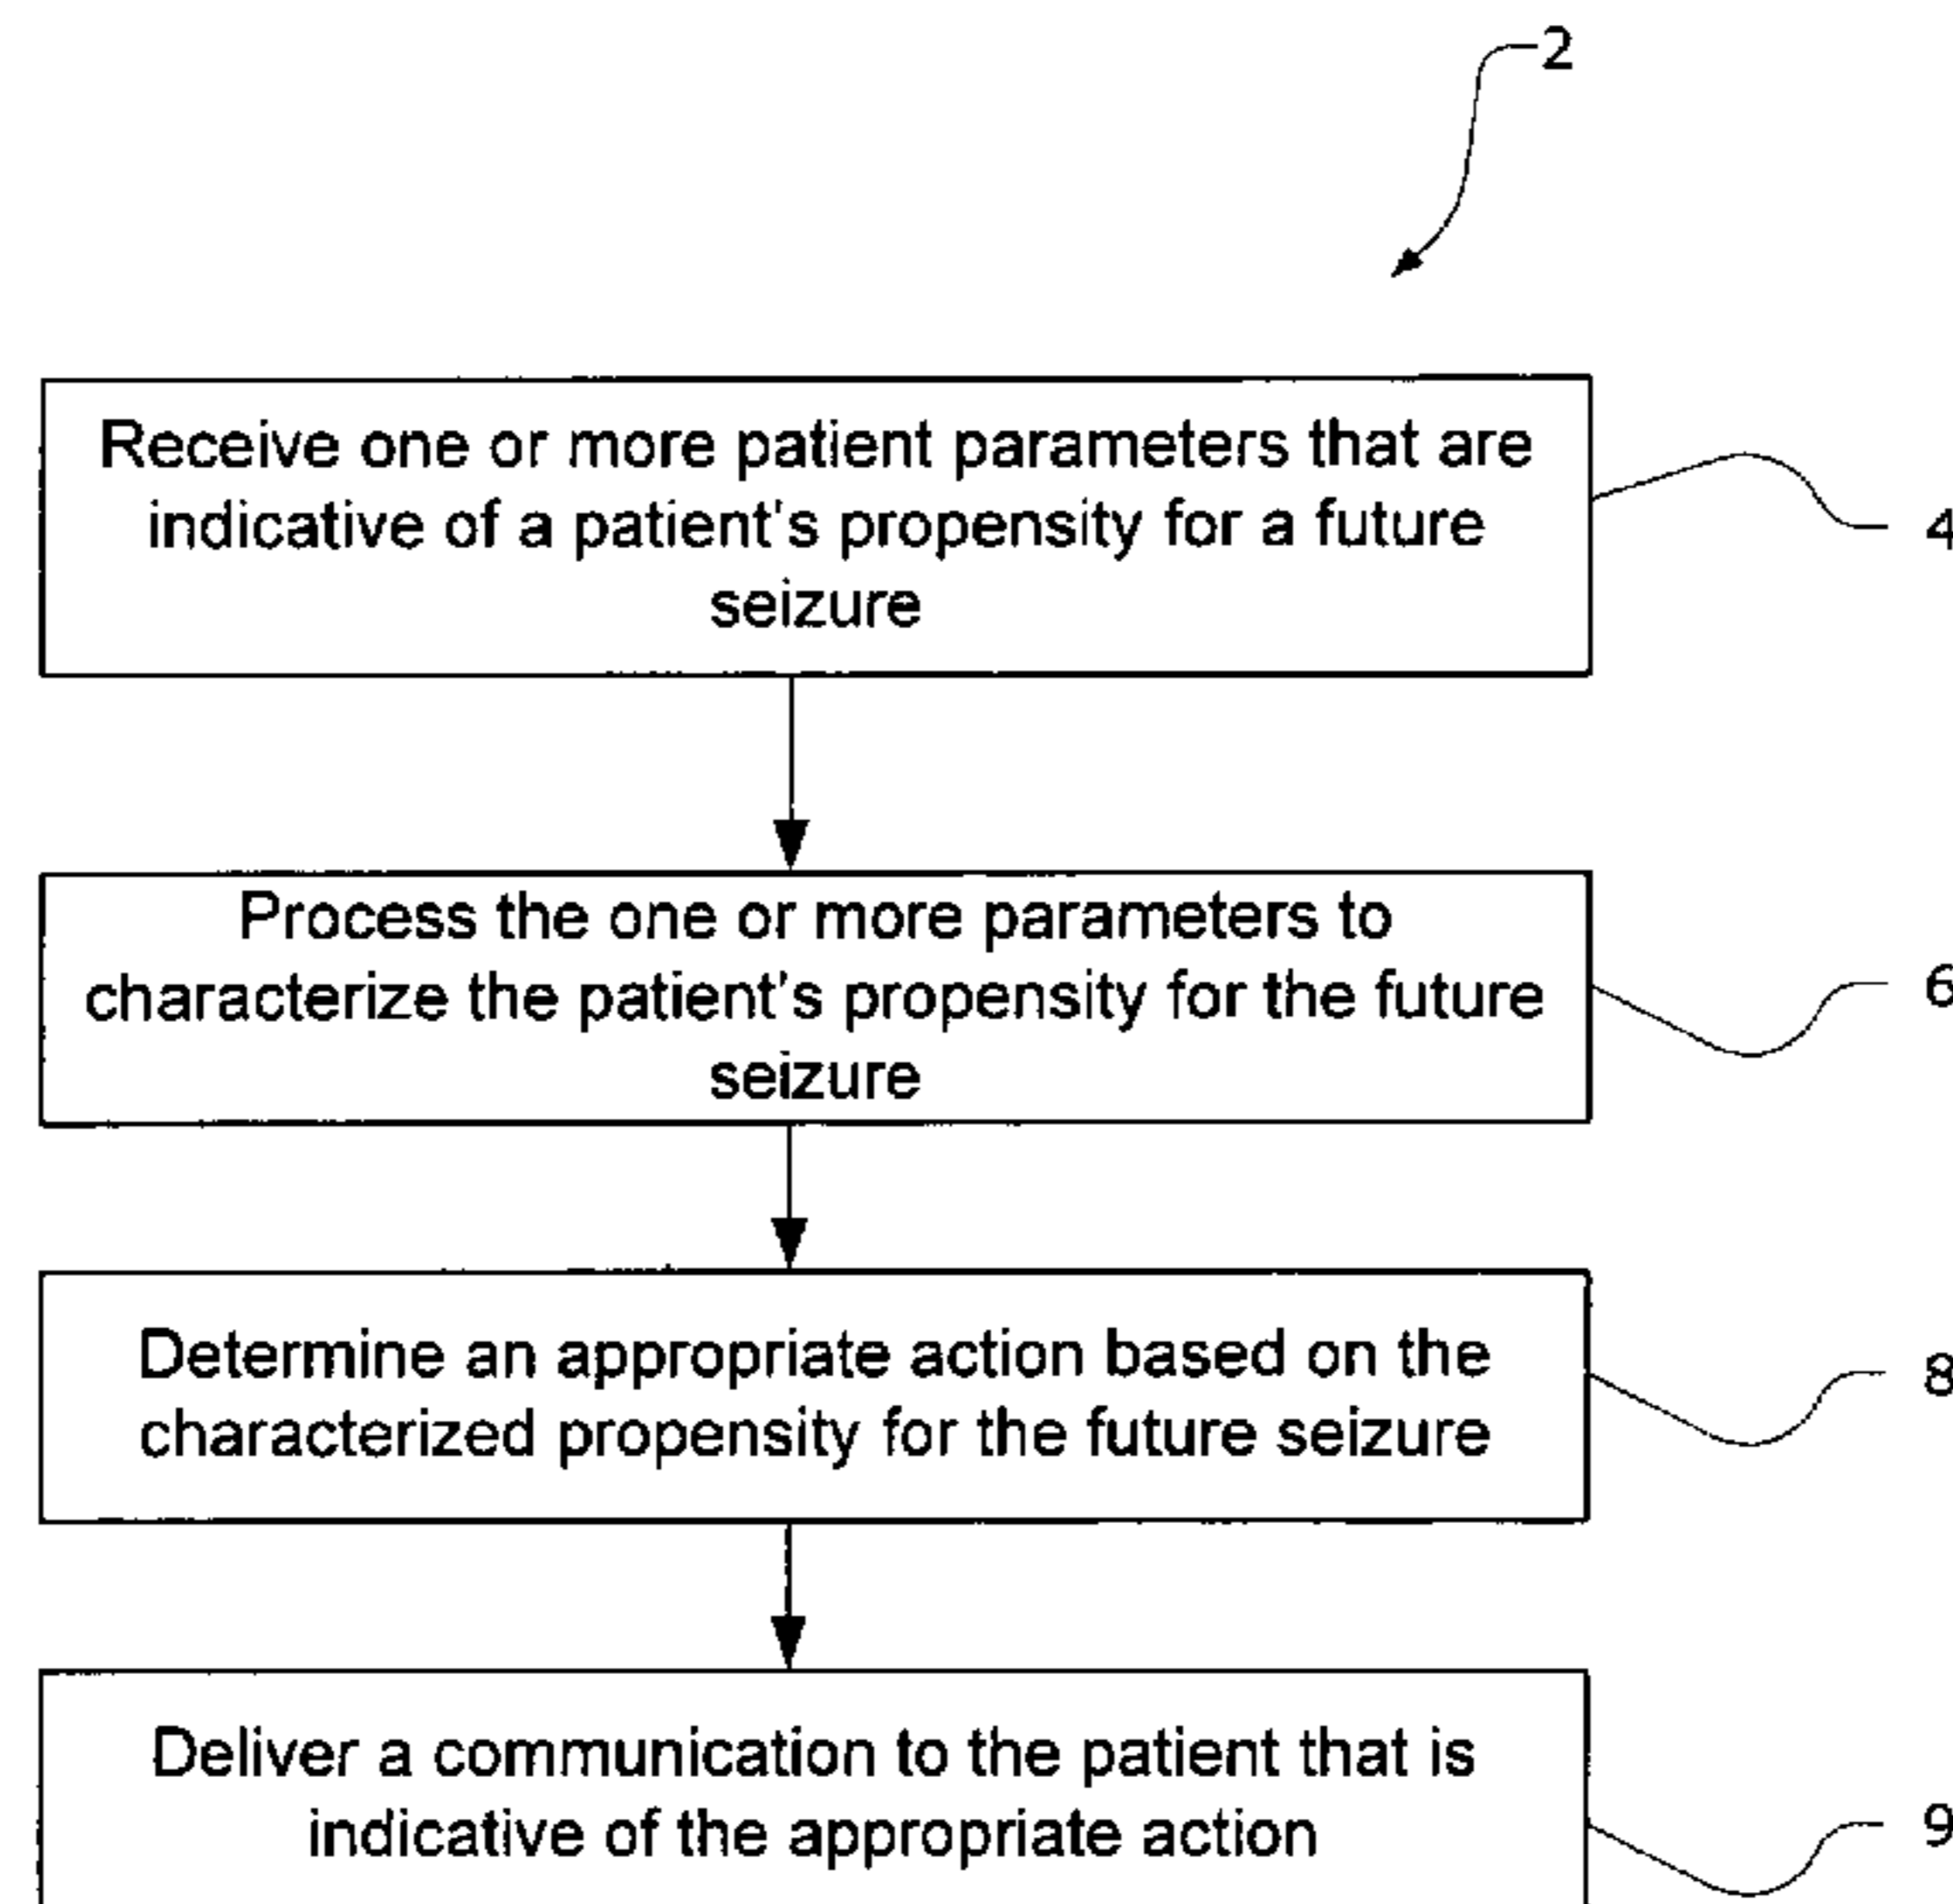 2
Receive one or more patient parameters that are
indicative of a patient's propensity for a future
seizure
4
Process the one or more parameters to
characterize the patient's propensity for the future
seizure
6
Determine an appropriate action based on the
characterized propensity for the future seizure
8
Deliver a communication to the patient that is
indicative of the appropriate action
9